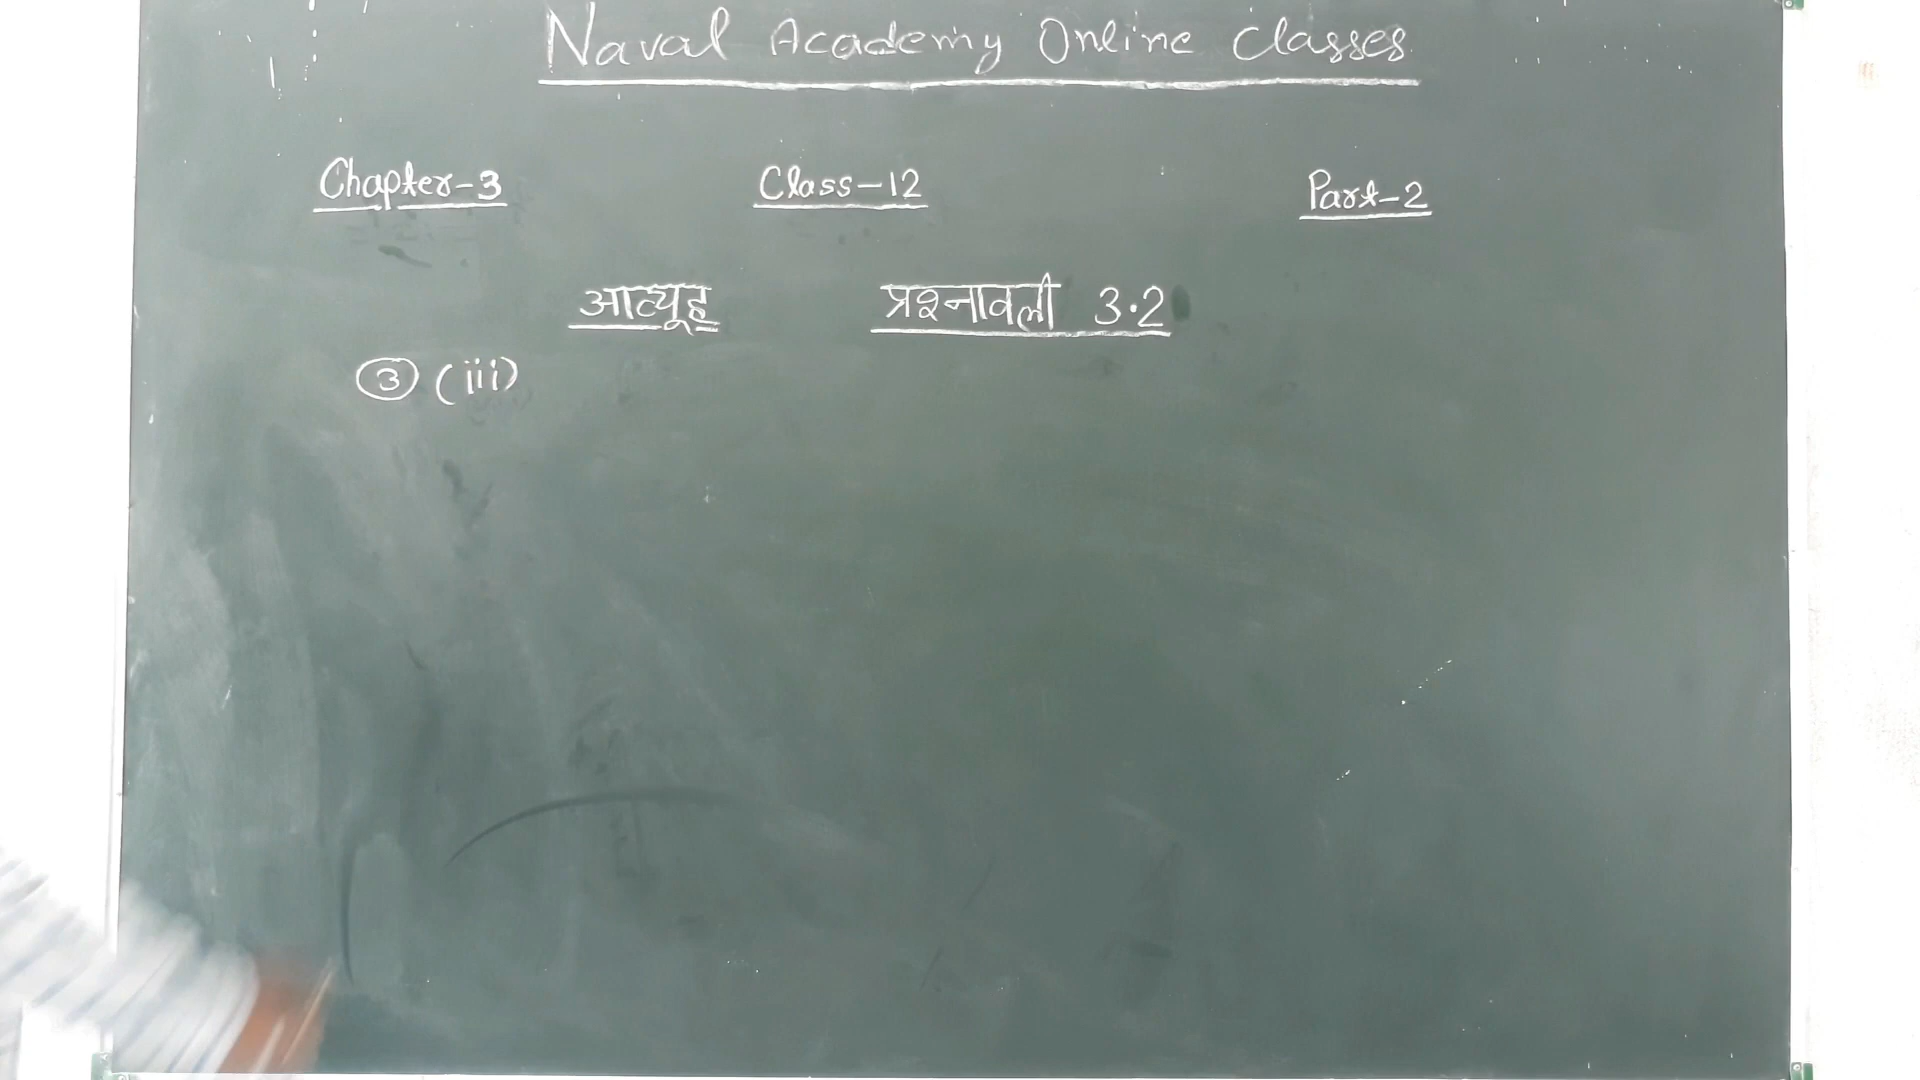 Naval Academy Online Classes
Chapter-3 Class-12 Part-2
आव्यूह प्रश्नावली 3.2
③ (iii)